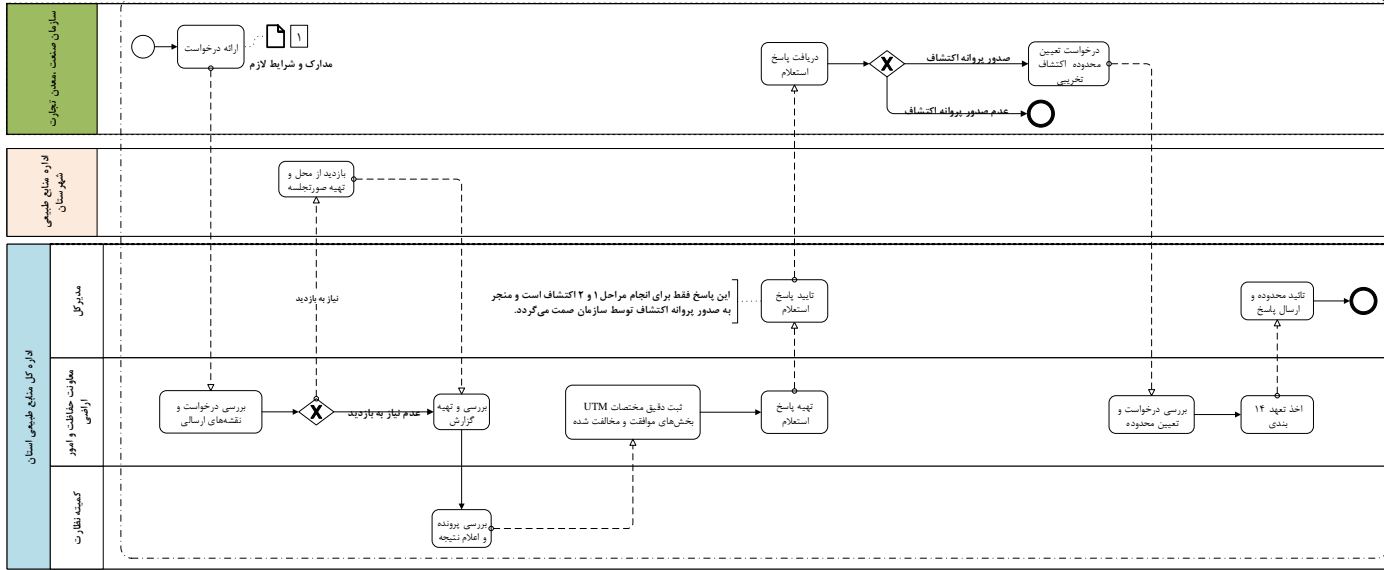 سازمان صنعت ،معدن تجارت
ارائه درخواست
۱
مدارک و شرایط لازم
دریافت پاسخ
استعلام
صدور پروانه اکتشاف
عدم صدور پروانه اکتشاف
درخواست تعیین
محدوده اکتشاف
تخریبی
اداره منابع طبیعی
شهرستان
بازدید از محل و
تهیه صورتجلسه
نیاز به بازدید
اداره کل منابع طبیعی استان
مدیرکل
این پاسخ فقط برای انجام مراحل ۱ و ۲ اکتشاف است و منجر
به صدور پروانه اکتشاف توسط سازمان صمت می‌گردد.
تایید پاسخ
استعلام
تائید محدوده و
ارسال پاسخ
معاونت حفاظت و امور
اراضی
بررسی درخواست و
نقشه‌های ارسالی
عدم نیاز به بازدید
بررسی و تهیه
گزارش
ثبت دقیق مختصات UTM
بخش‌های موافقت و مخالفت شده
تهیه پاسخ
استعلام
بررسی درخواست و
تعیین محدوده
اخذ تعهد ۱۴
بندی
کمیته نظارت
بررسی پرونده
و اعلام نتیجه